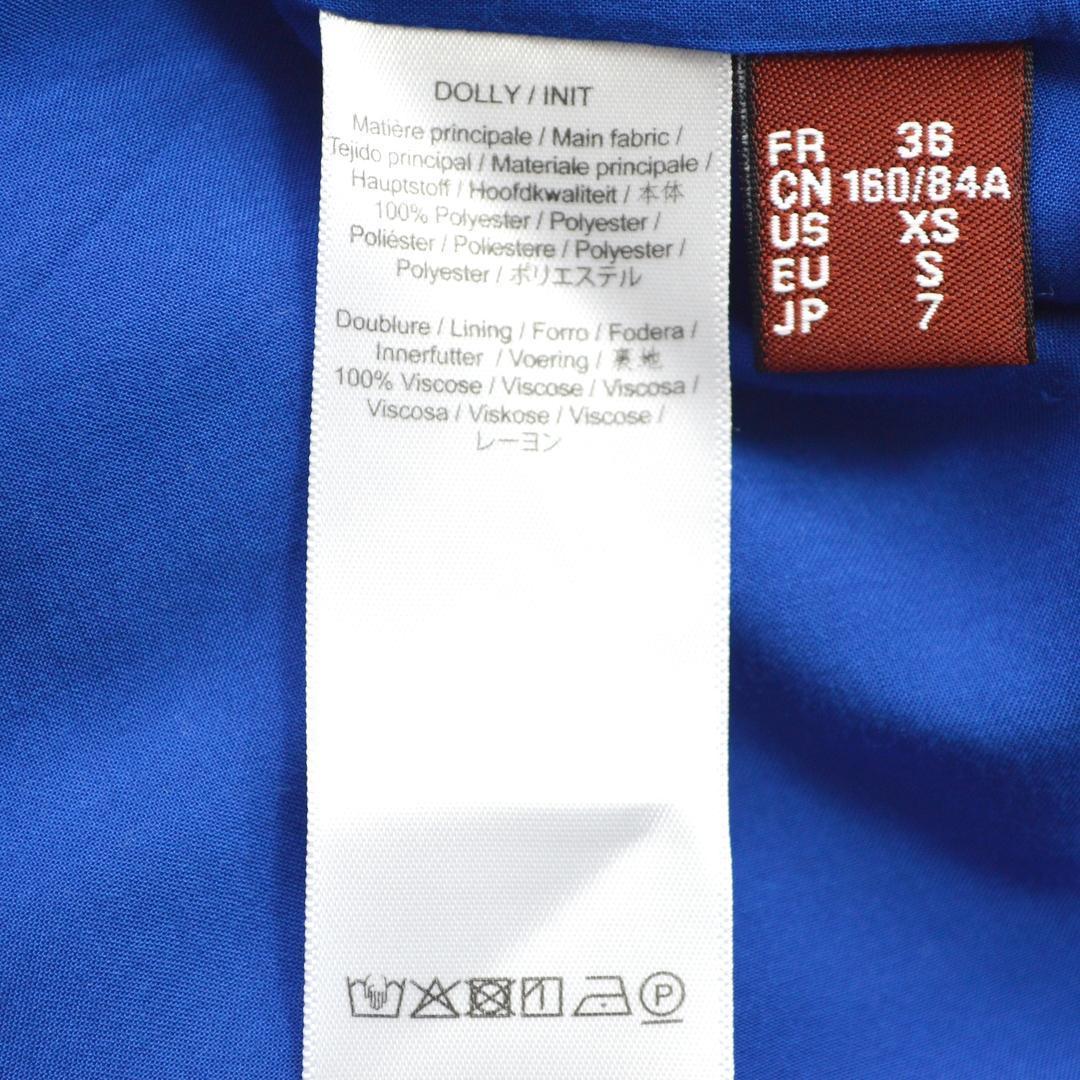 DOLLY / INIT
Matière principale / Main fabric /
Tejido principal / Materiale principale /
Hauptstoff / Hoofdkwaliteit / 本体
100% Polyester / Polyester /
Poliéster / Poliestere / Polyester /
Polyester / ポリエステル
Doublure / Lining / Forro / Fodera /
Innerfutter / Voering / 裏地
100% Viscose / Viscose / Viscosa /
Viscosa / Viskose / Viscose /
レーヨン
P
FR 36
CN 160/84A
US XS
EU S
JP 7